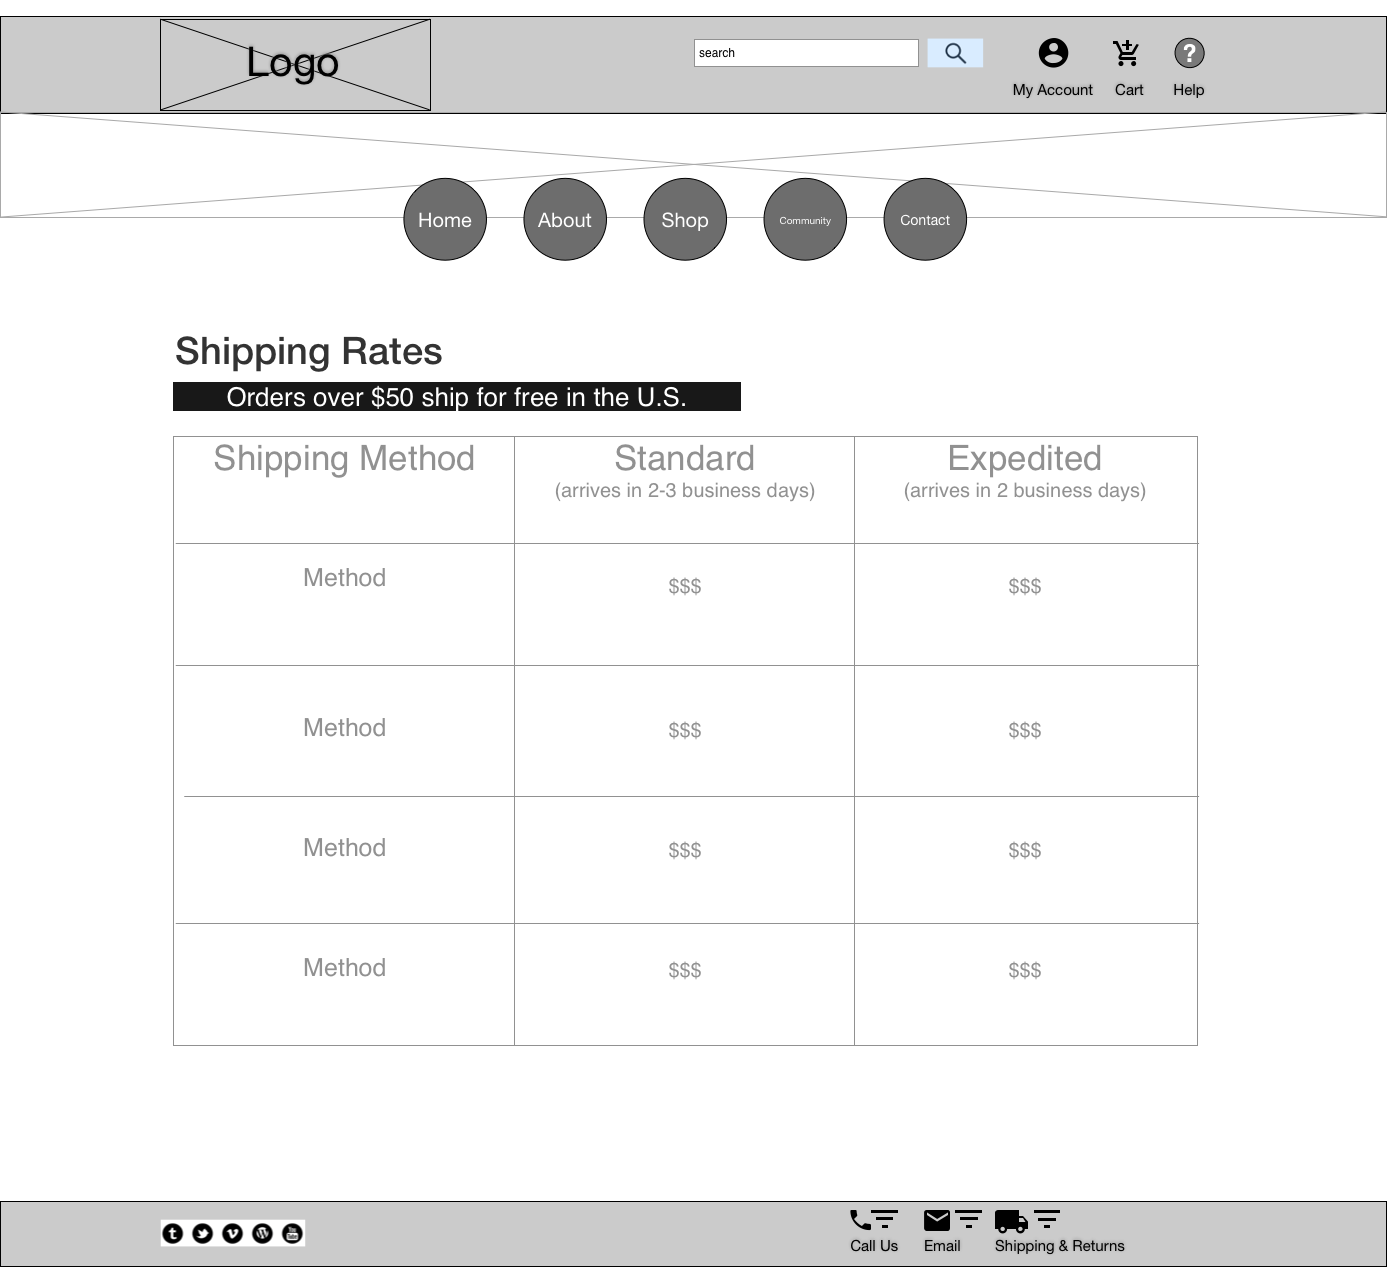 Logo
search
My Account Cart Help
Home About Shop Community Contact
Shipping Rates
Orders over $50 ship for free in the U.S.
Shipping Method Standard Expedited
(arrives in 2-3 business days) (arrives in 2 business days)
Method $$$ $$$
Method $$$ $$$
Method $$$ $$$
Method $$$ $$$
Call Us Email Shipping & Returns